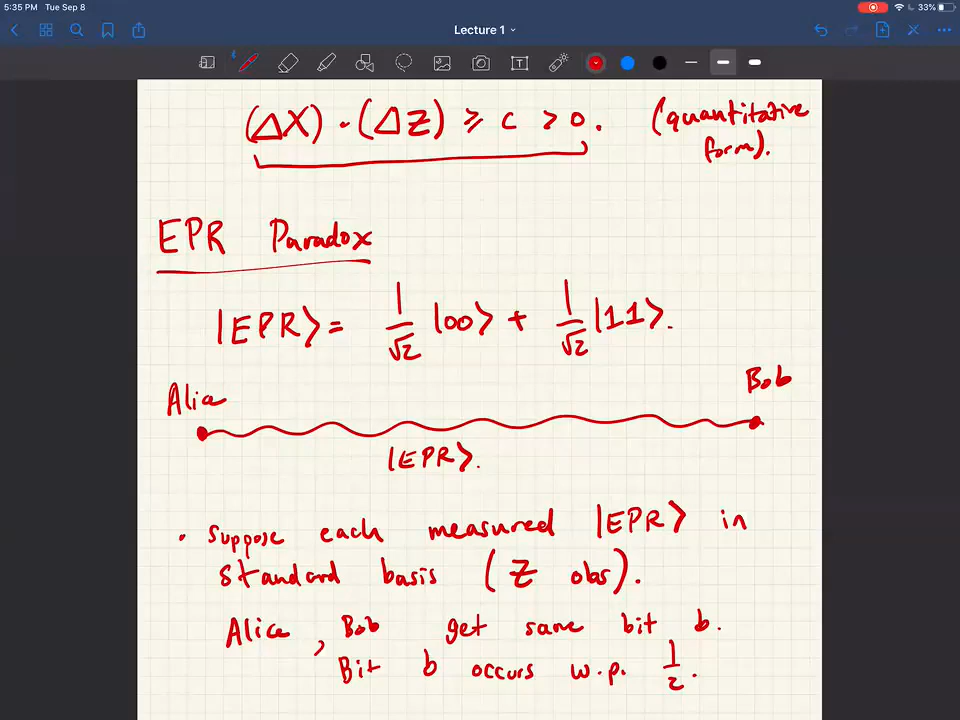 5:35 PM Tue Sep 8
33%
Lecture 1
(ΔX) · (ΔZ) ≥ c > 0. (quantitative
form).
EPR Paradox
|EPR⟩ = 1/√2 |00⟩ + 1/√2 |11⟩.
Alice
Bob
|EPR⟩.
• Suppose each measured |EPR⟩ in
standard basis (Z obs).
Alice, Bob get same bit b.
Bit b occurs w.p. 1/2.